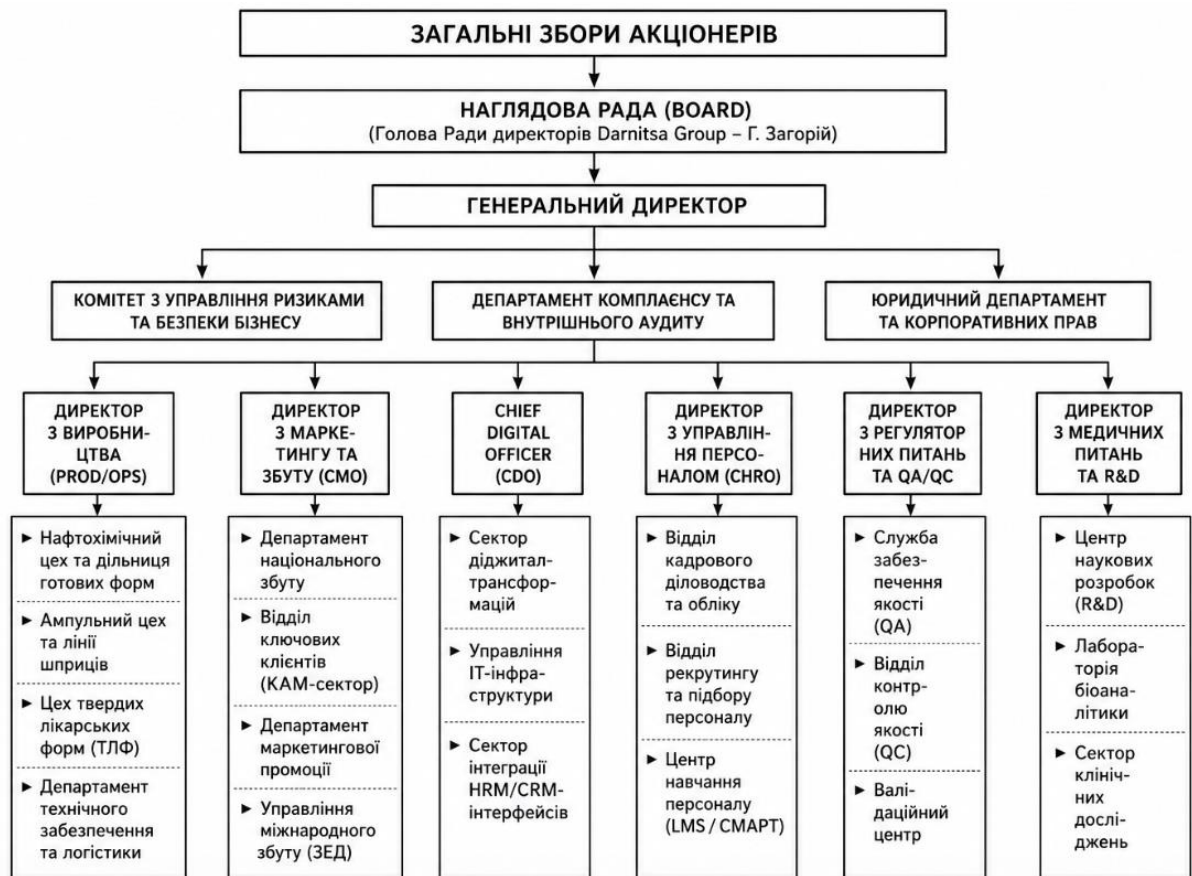 ЗАГАЛЬНІ ЗБОРИ АКЦІОНЕРІВ
НАГЛЯДОВА РАДА (BOARD)
(Голова Ради директорів Darnitsa Group – Г. Загорій)
ГЕНЕРАЛЬНИЙ ДИРЕКТОР
КОМІТЕТ З УПРАВЛІННЯ РИЗИКАМИ
ТА БЕЗПЕКИ БІЗНЕСУ
ДЕПАРТАМЕНТ КОМПЛАЄНСУ ТА
ВНУТРІШНЬОГО АУДИТУ
ЮРИДИЧНИЙ ДЕПАРТАМЕНТ
ТА КОРПОРАТИВНИХ ПРАВ
ДИРЕКТОР
З ВИРОБНИ-
ЦТВА
(PROD/OPS)
ДИРЕКТОР
З МАРКЕ-
ТИНГУ ТА
ЗБУТУ (CMO)
CHIEF
DIGITAL
OFFICER
(CDO)
ДИРЕКТОР
З УПРАВЛІН-
НЯ ПЕРСО-
НАЛОМ (CHRO)
ДИРЕКТОР
З РЕГУЛЯТОР
НИХ ПИТАНЬ
ТА QA/QC
ДИРЕКТОР
З МЕДИЧНИХ
ПИТАНЬ
ТА R&D
► Нафтохімічний
цех та дільниця
готових форм
► Ампульний цех
та лінії
шприців
► Цех твердих
лікарських
форм (ТЛФ)
► Департамент
технічного
забезпечення
та логістики
► Департамент
національного
збуту
► Відділ
ключових
клієнтів
(КАМ-сектор)
► Департамент
маркетингової
промоції
► Управління
міжнародного
збуту (ЗЕД)
► Сектор
діджитал-
трансфор-
мацій
► Управління
ІТ-інфра-
структури
► Сектор
інтеграції
HRM/CRM-
інтерфейсів
► Відділ
кадрового
діловодства
та обліку
► Відділ
рекрутингу
та підбору
персоналу
► Центр
навчання
персоналу
(LMS / СМАРТ)
► Служба
забез-
печення
якості
(QA)
► Відділ
контр-
олю
якості
(QC)
► Валі-
даційний
центр
► Центр
наукових
розробок
(R&D)
► Лабора-
торія
біоана-
літики
► Сектор
клініч-
них
дослі-
джень